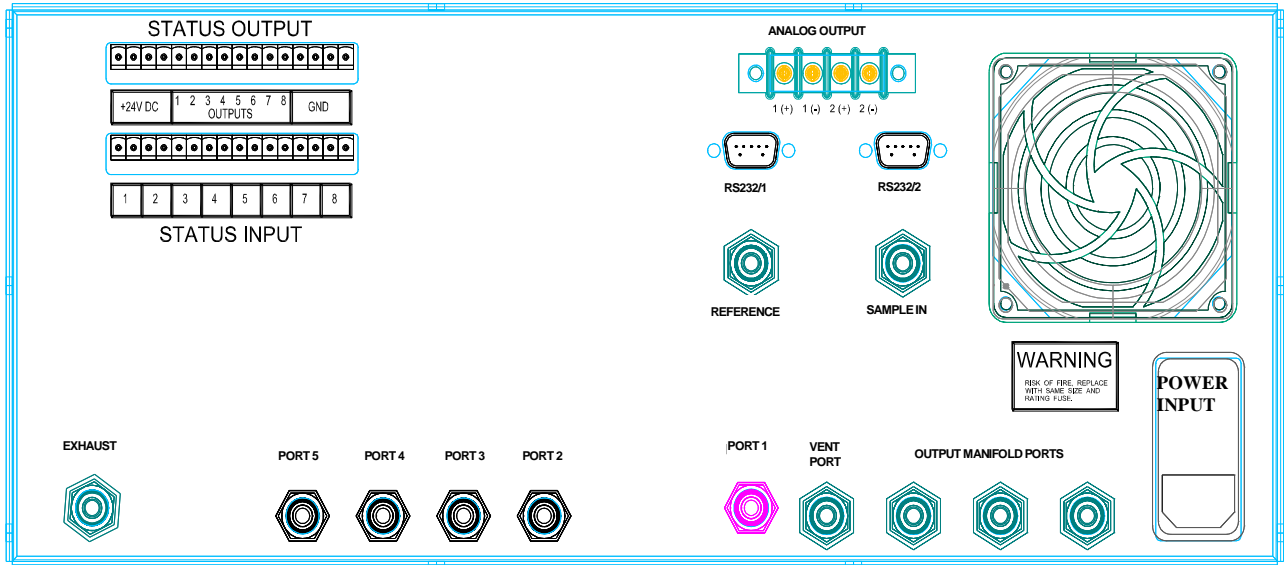 STATUS OUTPUT
+24V DC
1 2 3 4 5 6 7 8
OUTPUTS
GND
1 2 3 4 5 6 7 8
STATUS INPUT
ANALOG OUTPUT
1 (+) 1 (-) 2 (+) 2 (-)
RS232/1
RS232/2
REFERENCE
SAMPLE IN
WARNING
RISK OF FIRE, REPLACE
WITH SAME SIZE AND
RATING FUSE.
POWER
INPUT
EXHAUST
PORT 5
PORT 4
PORT 3
PORT 2
PORT 1
VENT
PORT
OUTPUT MANIFOLD PORTS